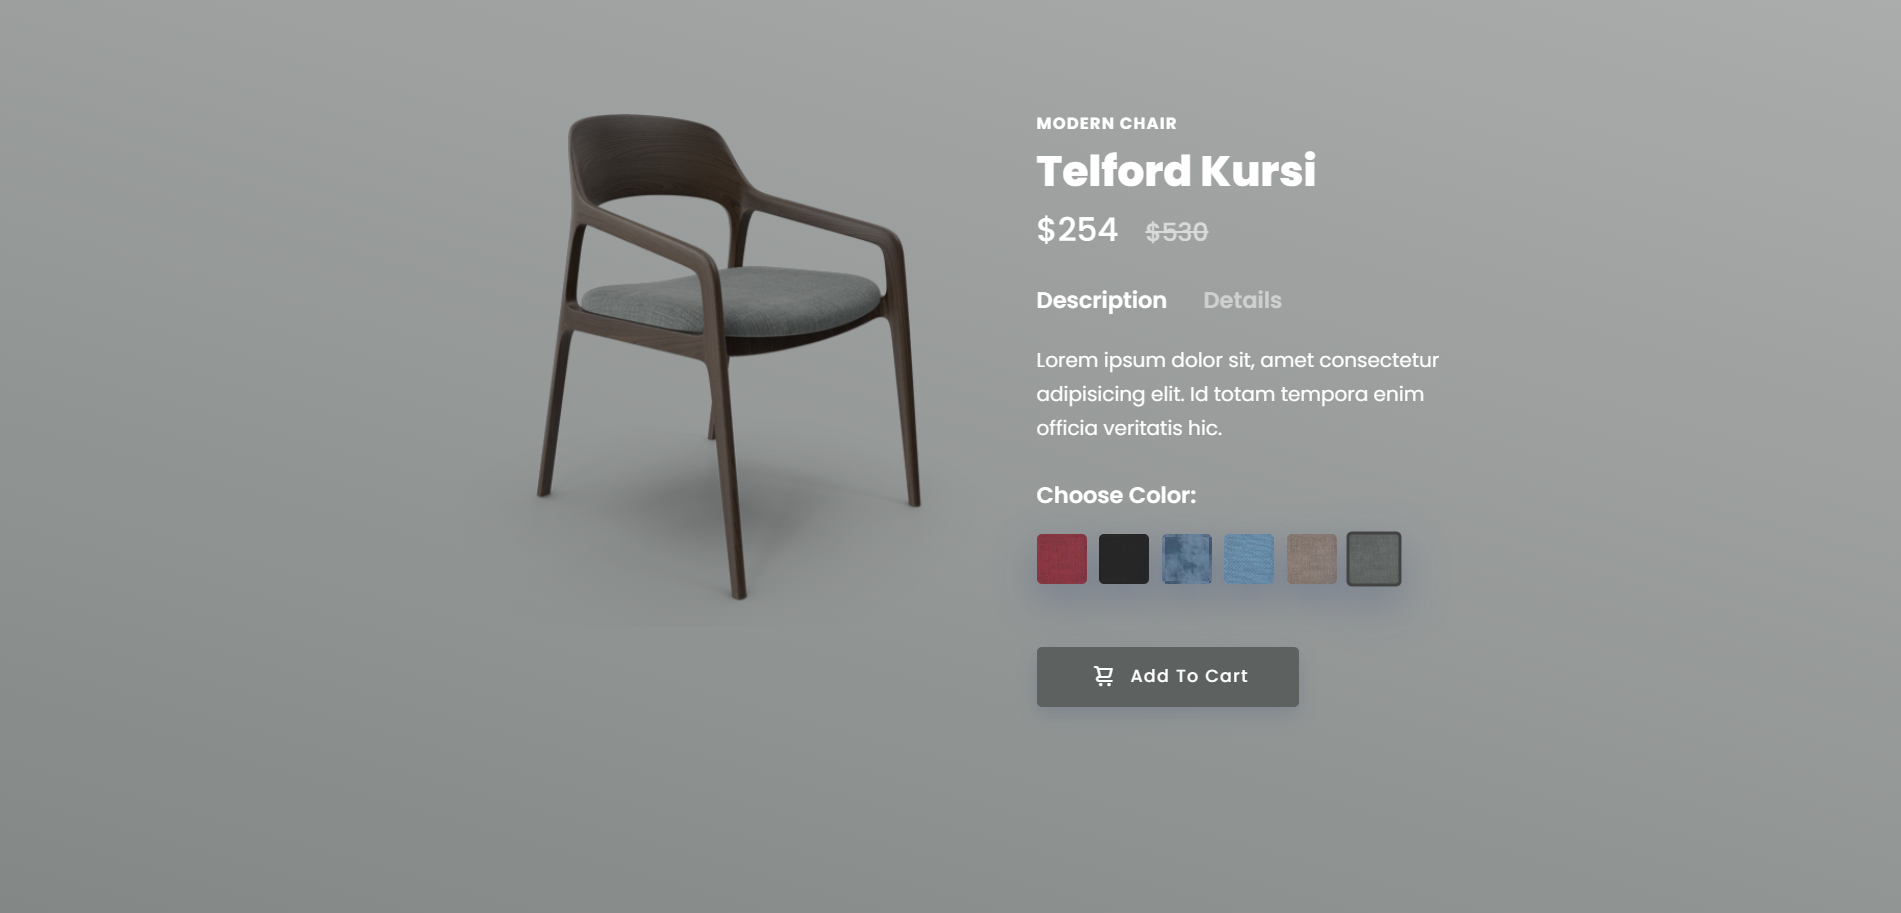 MODERN CHAIR
Telford Kursi
$254 $530
Description Details
Lorem ipsum dolor sit, amet consectetur
adipisicing elit. Id totam tempora enim
officia veritatis hic.
Choose Color:
Add To Cart